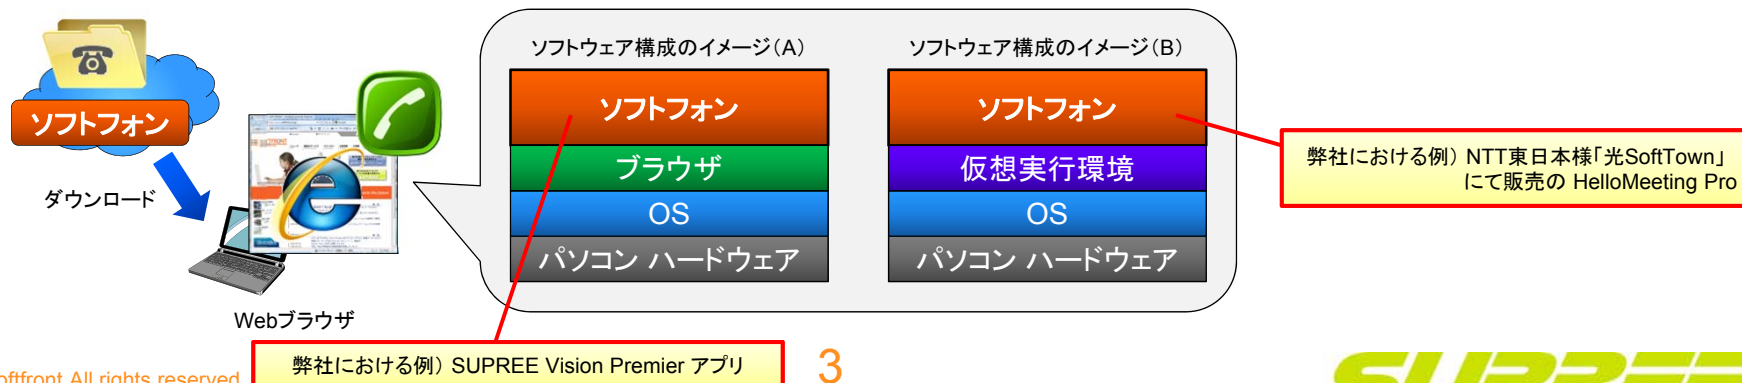 ソフトフォン
ダウンロード
Webブラウザ
ソフトウェア構成のイメージ(A)
ソフトフォン
ブラウザ
OS
パソコン ハードウェア
ソフトウェア構成のイメージ(B)
ソフトフォン
仮想実行環境
OS
パソコン ハードウェア
弊社における例) NTT東日本様「光SoftTown」
にて販売の HelloMeeting Pro
弊社における例) SUPREE Vision Premier アプリ
oftfront All rights reserved
3
SUPREE